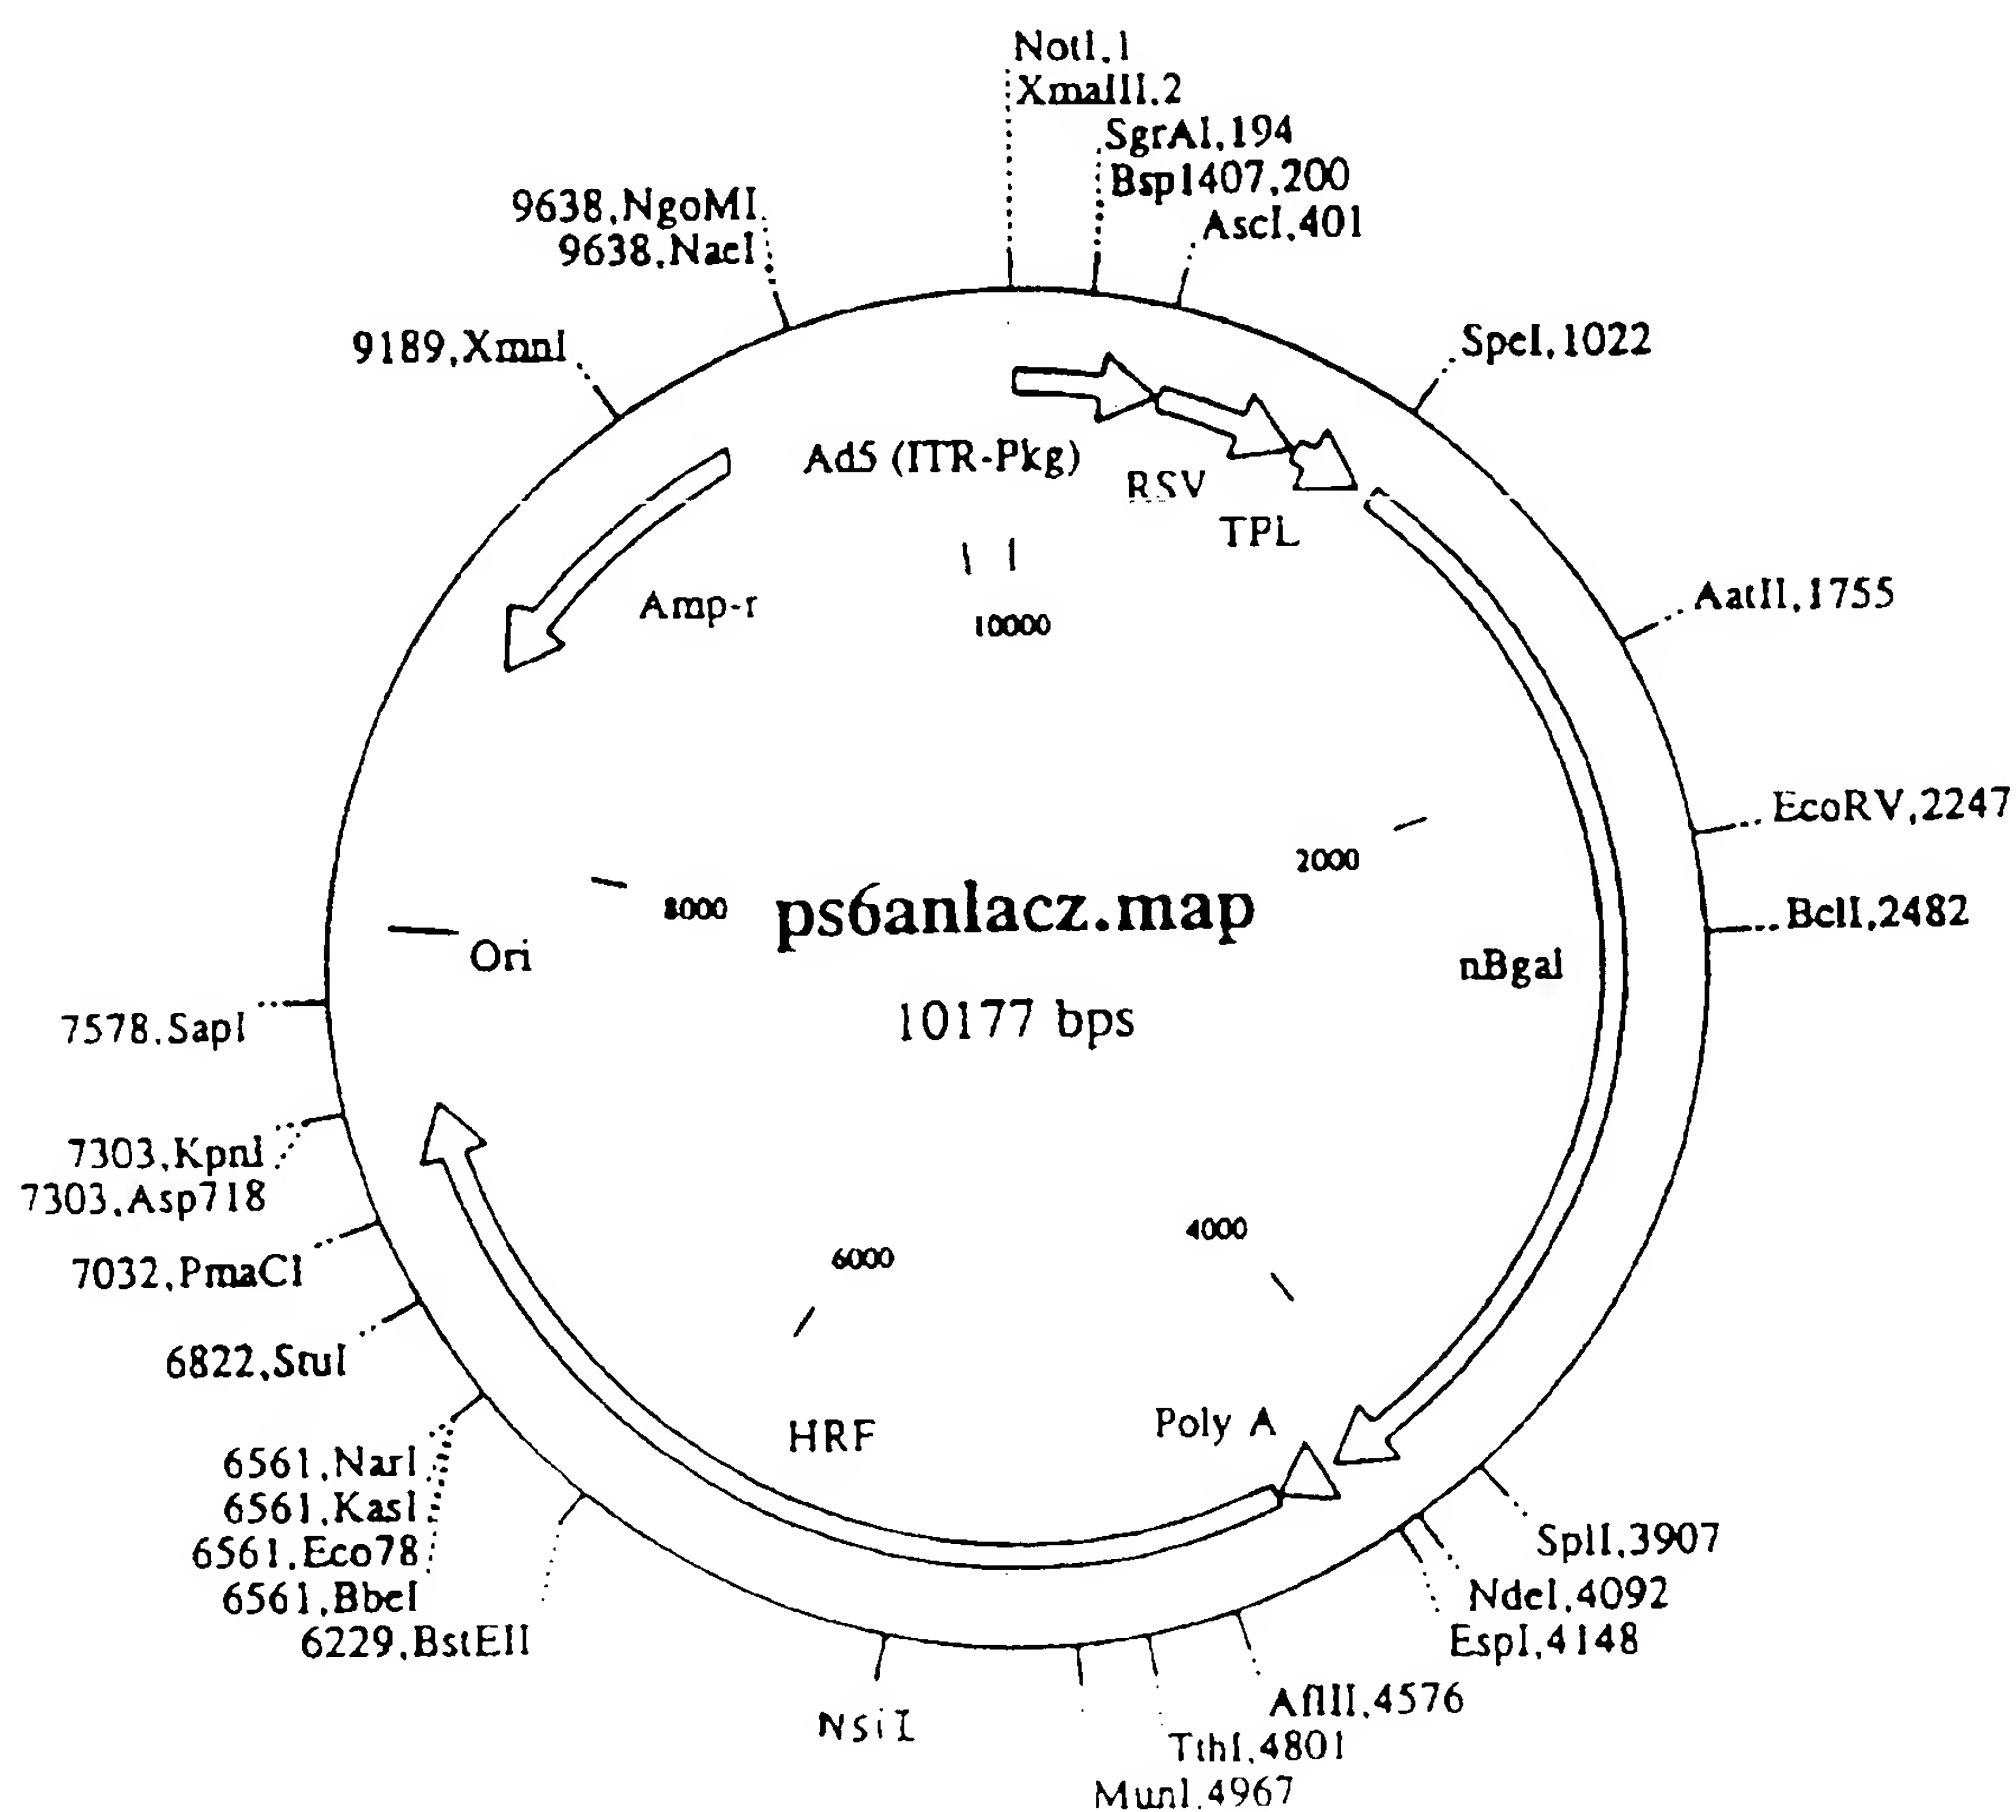 NotI,1
XmaIII,2
SgrAI,194
Bsp1407,200
AscI,401
9638,NgoMI
9638,NaeI
9189,XmnI
SpeI,1022
Ad5 (ITR-Pkg)
RSV
TPL
Amp-r
10000
AatII,1755
EcoRV,2247
2000
8000
ps6anlacz.map
BclI,2482
Ori
nBgal
10177 bps
7578,SapI
7303,KpnI
7303,Asp718
4000
6000
7032,PmaCI
6822,StuI
Poly A
HRF
6561,NarI
6561,KasI
6561,Eco78
6561,BbeI
6229,BstEII
SplI,3907
NdeI,4092
EspI,4148
AflII,4576
NsiI
TthI,4801
MunI,4967